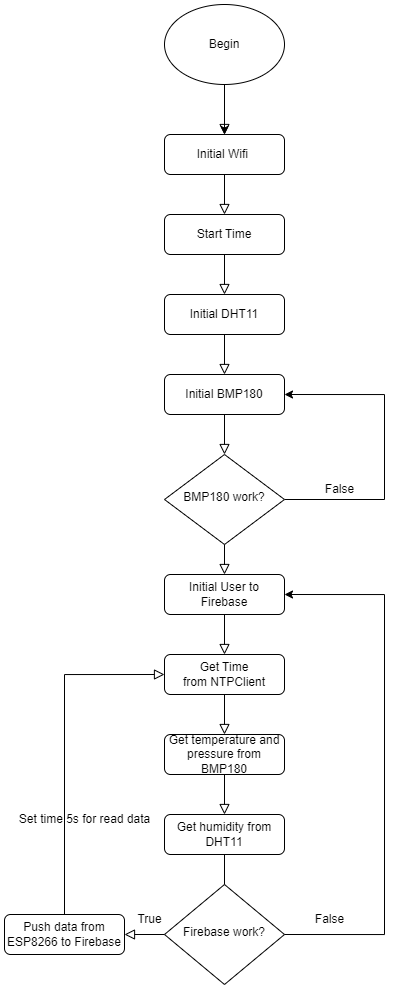 Begin
Initial Wifi
Start Time
Initial DHT11
Initial BMP180
BMP180 work?
False
Initial User to
Firebase
Get Time
from NTPClient
Get temperature and
pressure from
BMP180
Set time 5s for read data
Get humidity from
DHT11
Push data from
ESP8266 to Firebase
True
Firebase work?
False